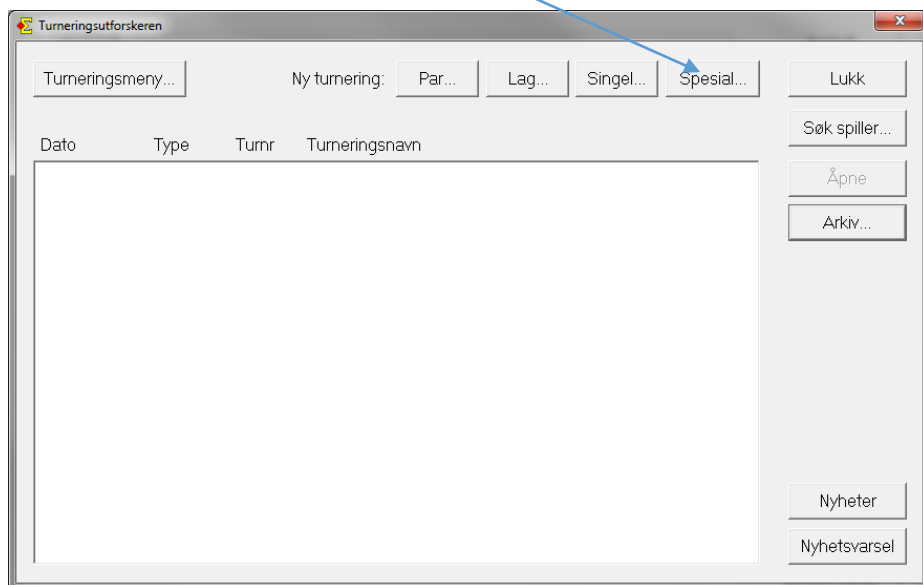 Turneringsutforskeren
Turneringsmeny... Ny turnering: Par... Lag... Singel... Spesial... Lukk
Søk spiller...
Dato Type Turnr Turneringsnavn
Åpne
Arkiv...
Nyheter
Nyhetsvarsel